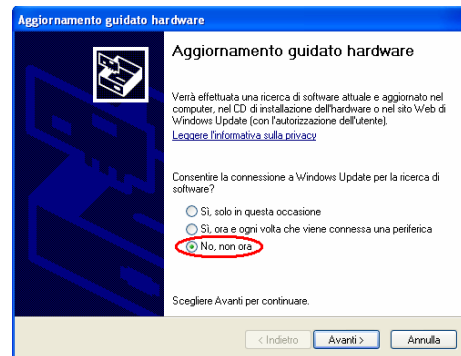 Aggiornamento guidato hardware
Aggiornamento guidato hardware
Verrà effettuata una ricerca di software attuale e aggiornato nel
computer, nel CD di installazione dell'hardware o nel sito Web di
Windows Update (con l'autorizzazione dell'utente).
Leggere l'informativa sulla privacy
Consentire la connessione a Windows Update per la ricerca di
software?
Sì, solo in questa occasione
Sì, ora e ogni volta che viene connessa una periferica
No, non ora
Scegliere Avanti per continuare.
< Indietro Avanti > Annulla